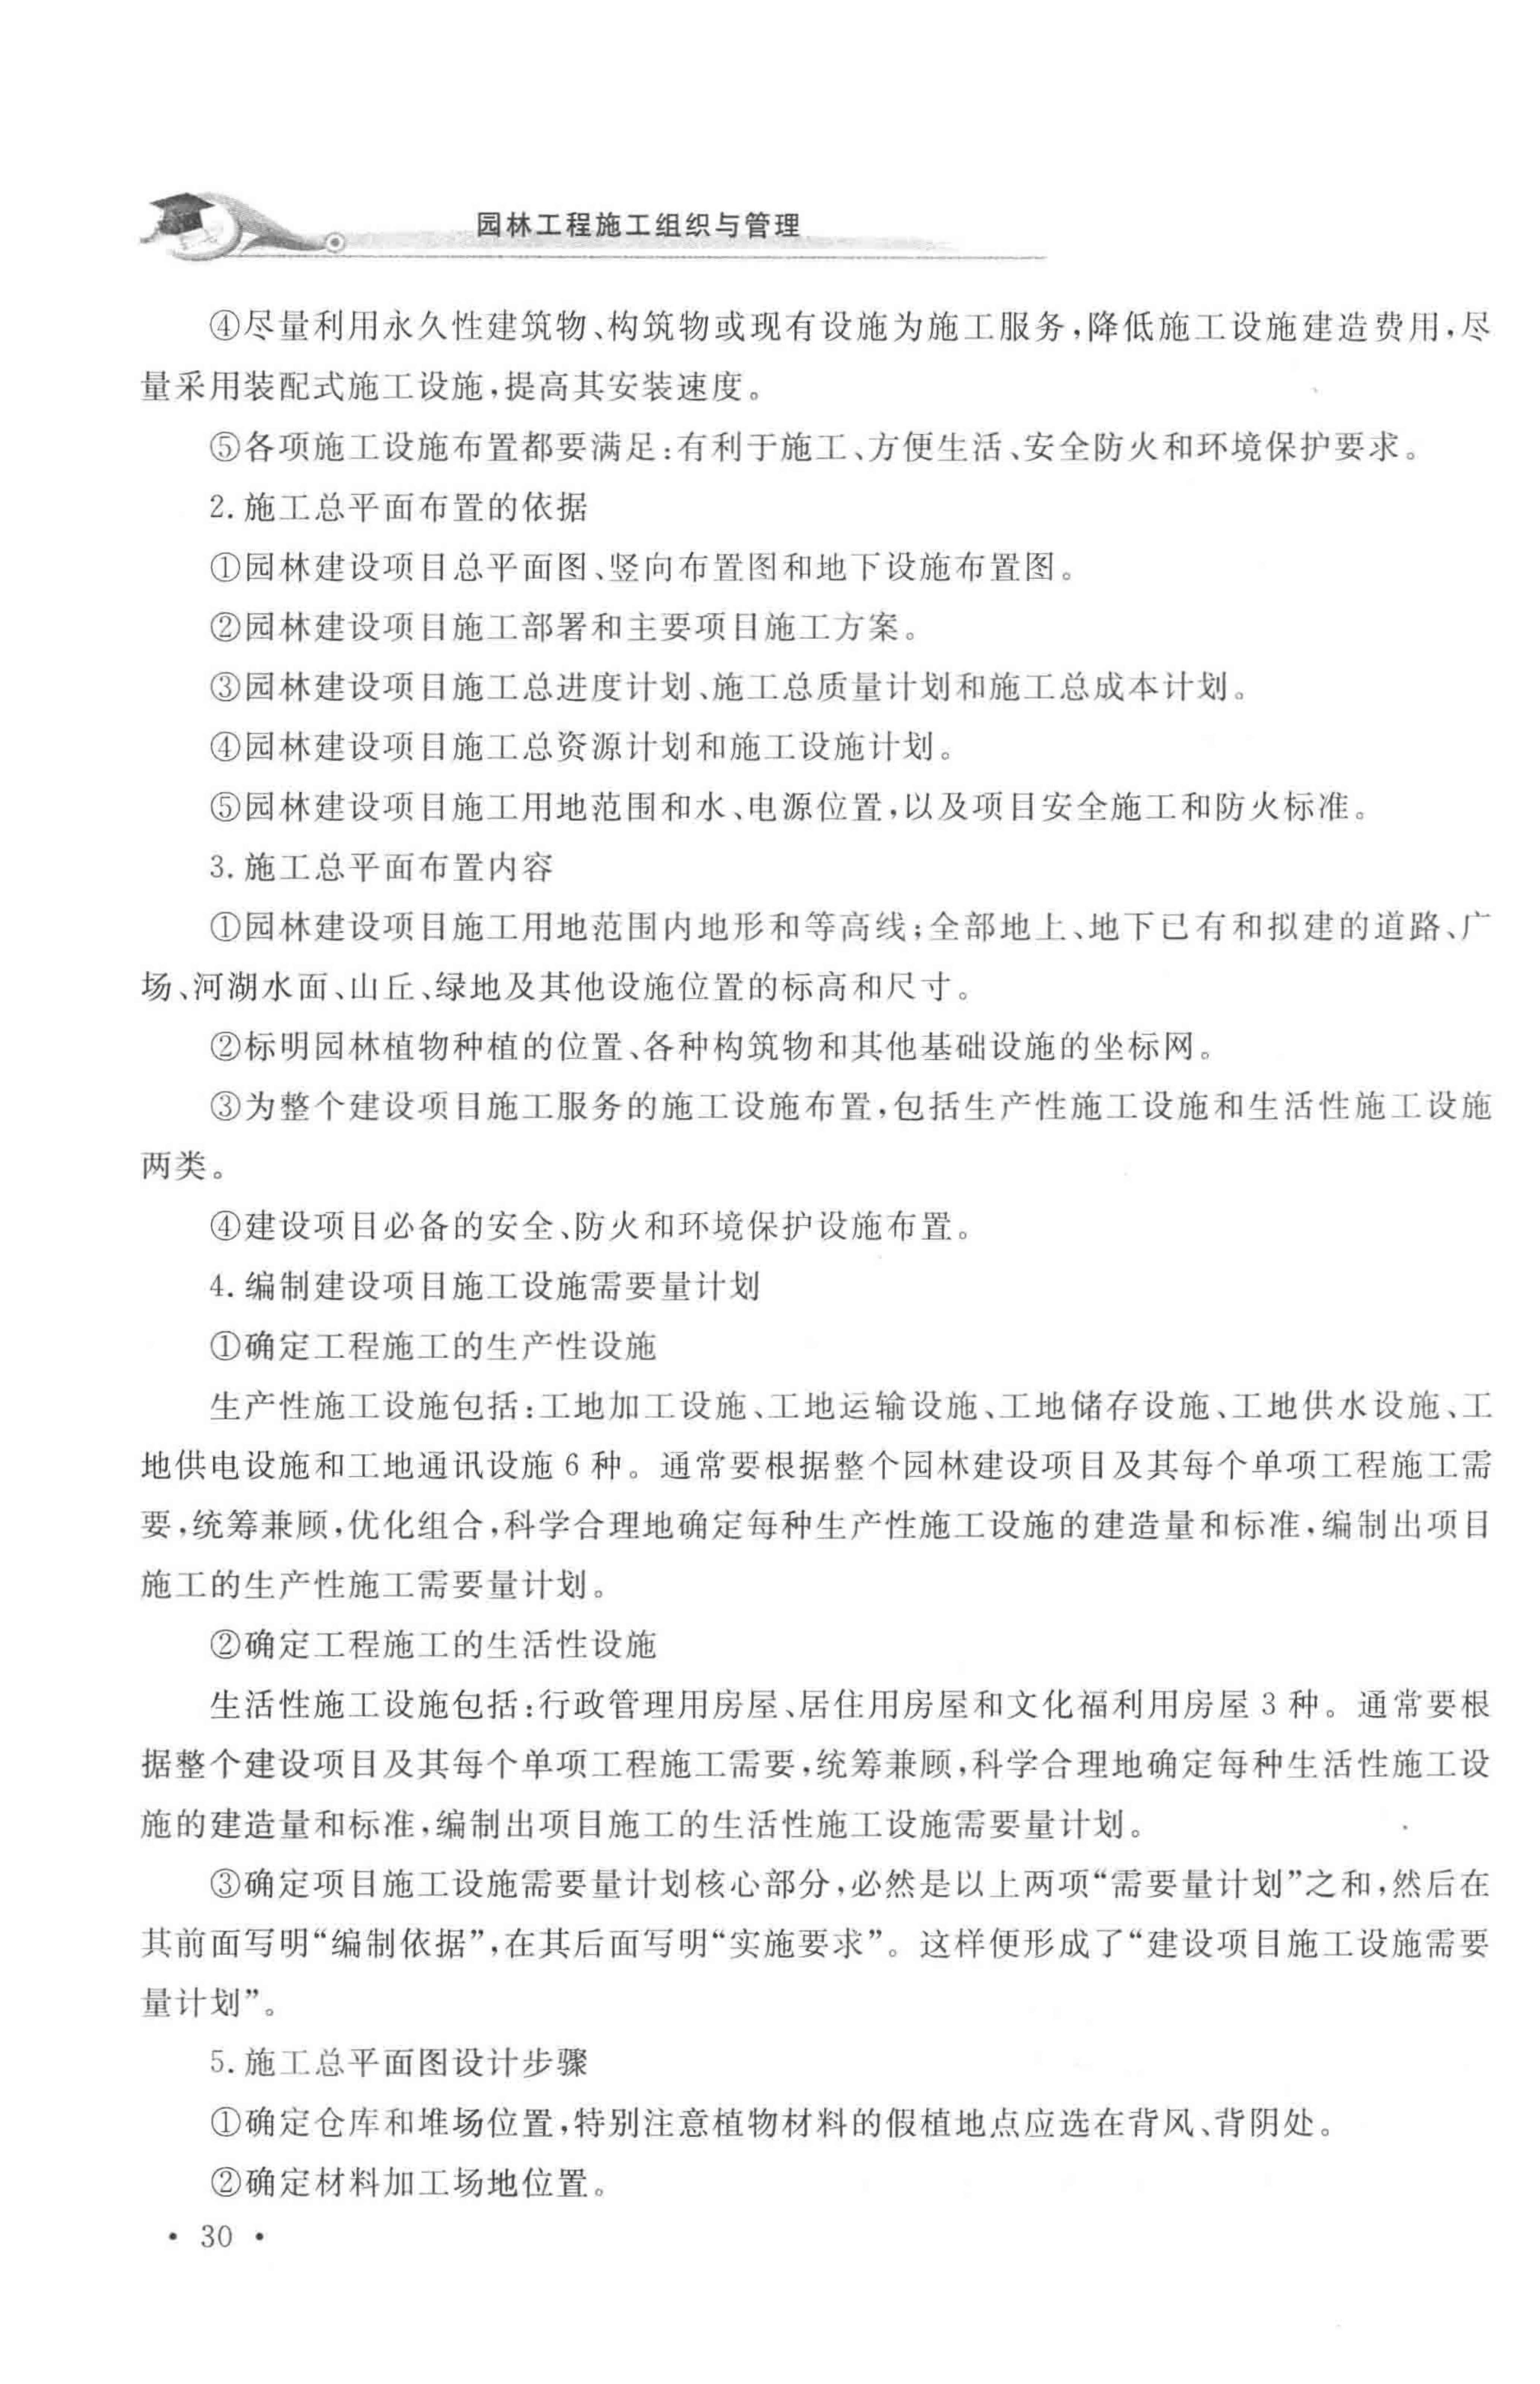 园林工程施工组织与管理
④尽量利用永久性建筑物、构筑物或现有设施为施工服务，降低施工设施建造费用，尽
量采用装配式施工设施，提高其安装速度。
⑤各项施工设施布置都要满足：有利于施工、方便生活、安全防火和环境保护要求。
2. 施工总平面布置的依据
①园林建设项目总平面图、竖向布置图和地下设施布置图。
②园林建设项目施工部署和主要项目施工方案。
③园林建设项目施工总进度计划、施工总质量计划和施工总成本计划。
④园林建设项目施工总资源计划和施工设施计划。
⑤园林建设项目施工用地范围和水、电源位置，以及项目安全施工和防火标准。
3. 施工总平面布置内容
①园林建设项目施工用地范围内地形和等高线；全部地上、地下已有和拟建的道路、广
场、河湖水面、山丘、绿地及其他设施位置的标高和尺寸。
②标明园林植物种植的位置、各种构筑物和其他基础设施的坐标网。
③为整个建设项目施工服务的施工设施布置，包括生产性施工设施和生活性施工设施
两类。
④建设项目必备的安全、防火和环境保护设施布置。
4. 编制建设项目施工设施需要量计划
①确定工程施工的生产性设施
生产性施工设施包括：工地加工设施、工地运输设施、工地储存设施、工地供水设施、工
地供电设施和工地通讯设施 6 种。通常要根据整个园林建设项目及其每个单项工程施工需
要，统筹兼顾，优化组合，科学合理地确定每种生产性施工设施的建造量和标准，编制出项目
施工的生产性施工需要量计划。
②确定工程施工的生活性设施
生活性施工设施包括：行政管理用房屋、居住用房屋和文化福利用房屋 3 种。通常要根
据整个建设项目及其每个单项工程施工需要，统筹兼顾，科学合理地确定每种生活性施工设
施的建造量和标准，编制出项目施工的生活性施工设施需要量计划。
③确定项目施工设施需要量计划核心部分，必然是以上两项“需要量计划”之和，然后在
其前面写明“编制依据”，在其后面写明“实施要求”。这样便形成了“建设项目施工设施需要
量计划”。
5. 施工总平面图设计步骤
①确定仓库和堆场位置，特别注意植物材料的假植地点应选在背风、背阴处。
②确定材料加工场地位置。
• 30 •